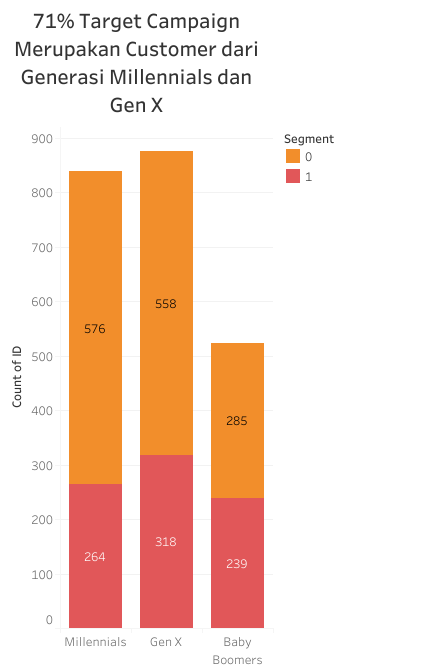 71% Target Campaign
Merupakan Customer dari
Generasi Millennials dan
Gen X
Segment
0
1
Count of ID
900
800
700
600
500
400
300
200
100
0
576
558
285
264
318
239
Millennials
Gen X
Baby
Boomers